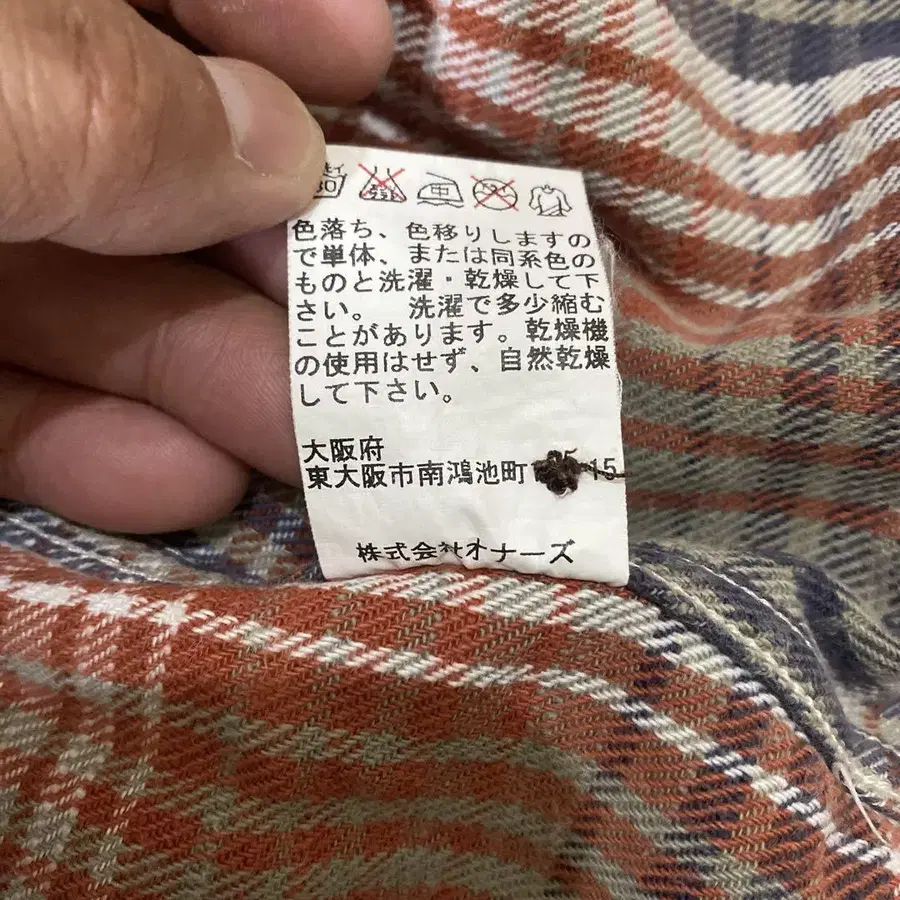 30
中
色落ち、色移りしますの
で単体、または同系色の
ものと洗濯・乾燥して下
さい。 洗濯で多少縮む
ことがあります。乾燥機
の使用はせず、自然乾燥
して下さい。
大阪府
東大阪市南鴻池町 15
株式会社オナーズ